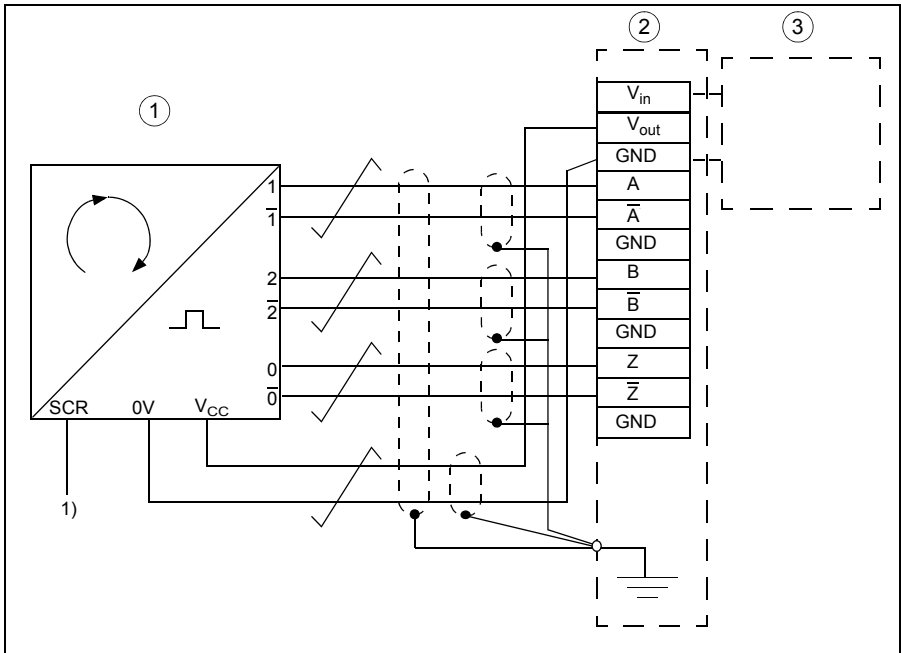 ②
③
①
Vin
Vout
GND
A
A̅
GND
B
B̅
GND
Z
Z̅
GND
1
1̅
2
2̅
0
0̅
SCR
0V
VCC
1)